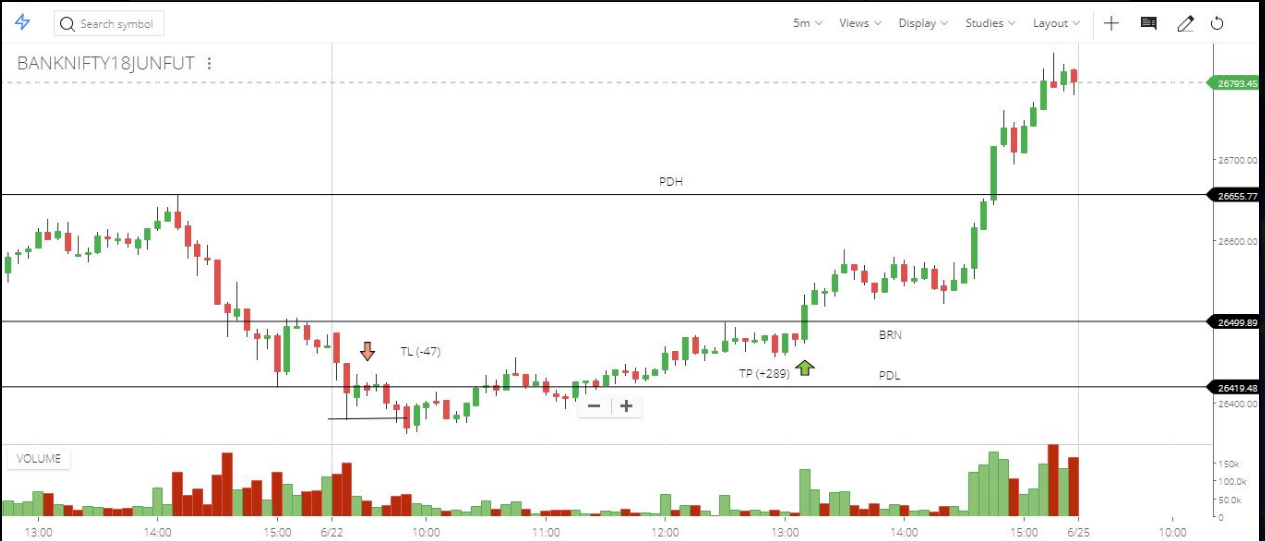 Search symbol
5m Views Display Studies Layout
BANKNIFTY18JUNFUT
26793.45
26700.00
PDH
26655.77
26600.00
26499.89
BRN
TL (-47)
TP (+289)
PDL
26419.48
26400.00
VOLUME
150k
100.0k
50.0k
0
13:00 14:00 15:00 6/22 10:00 11:00 12:00 13:00 14:00 15:00 6/25 10:00